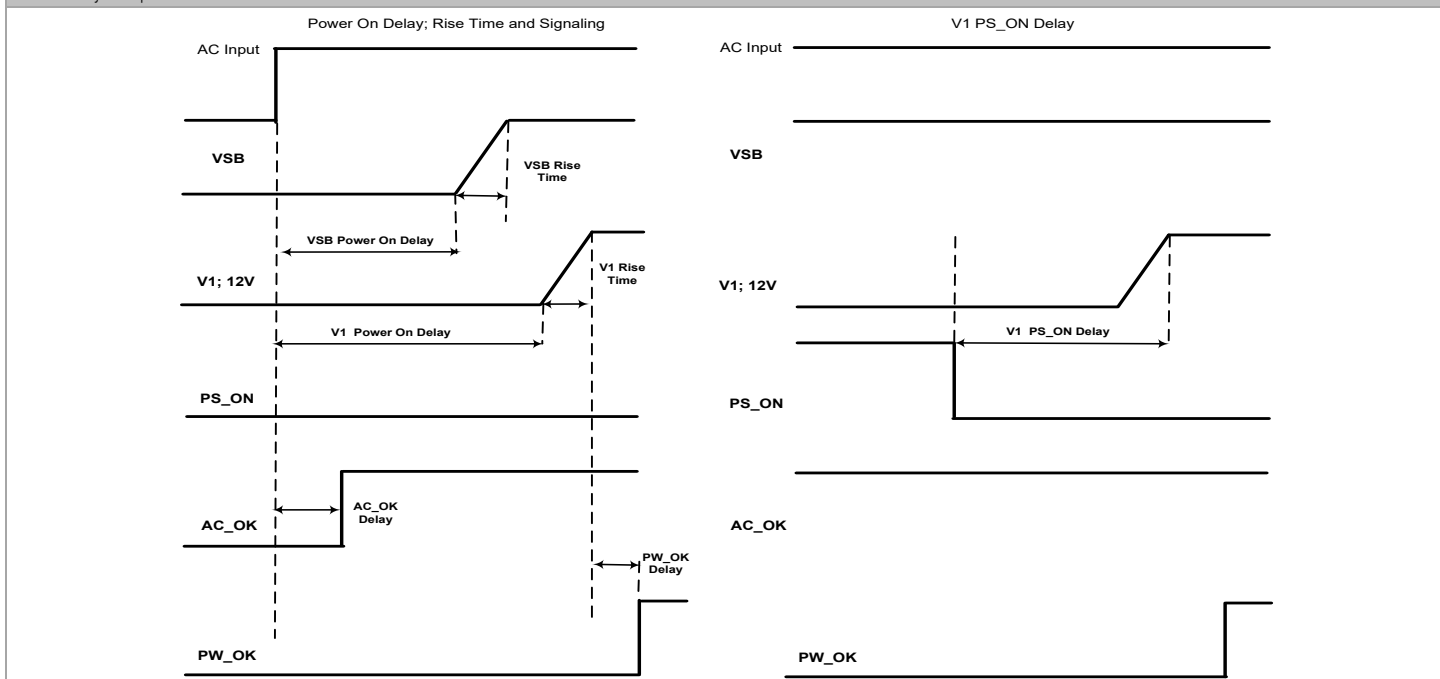 Power On Delay; Rise Time and Signaling
AC Input
VSB
VSB Rise
Time
VSB Power On Delay
V1 Rise
Time
V1; 12V
V1 Power On Delay
PS_ON
AC_OK
Delay
AC_OK
PW_OK
Delay
PW_OK
V1 PS_ON Delay
AC Input
VSB
V1; 12V
V1 PS_ON Delay
PS_ON
AC_OK
PW_OK